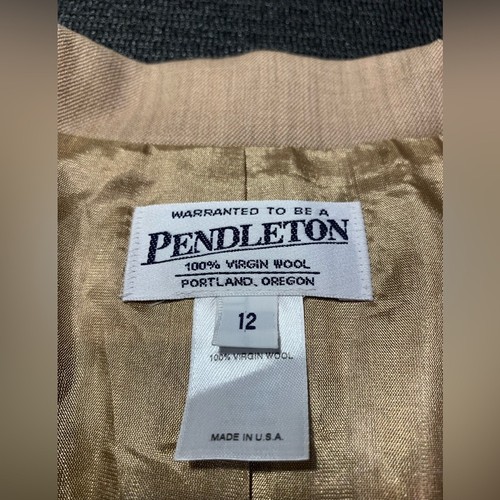 WARRANTED TO BE A
PENDLETON
100% VIRGIN WOOL
PORTLAND, OREGON
12
100% VIRGIN WOOL
MADE IN U.S.A.